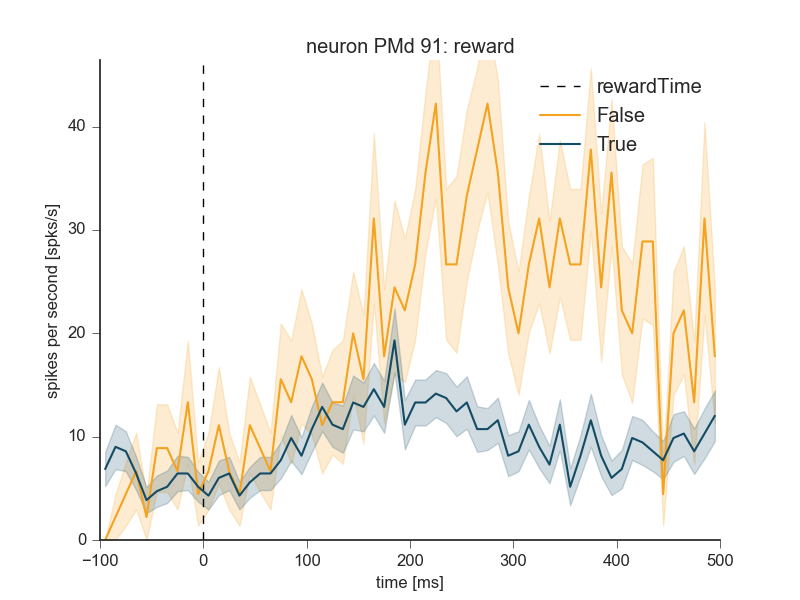 neuron PMd 91: reward
rewardTime
False
True
40
30
20
10
0
spikes per second [spks/s]
−100 0 100 200 300 400 500
time [ms]